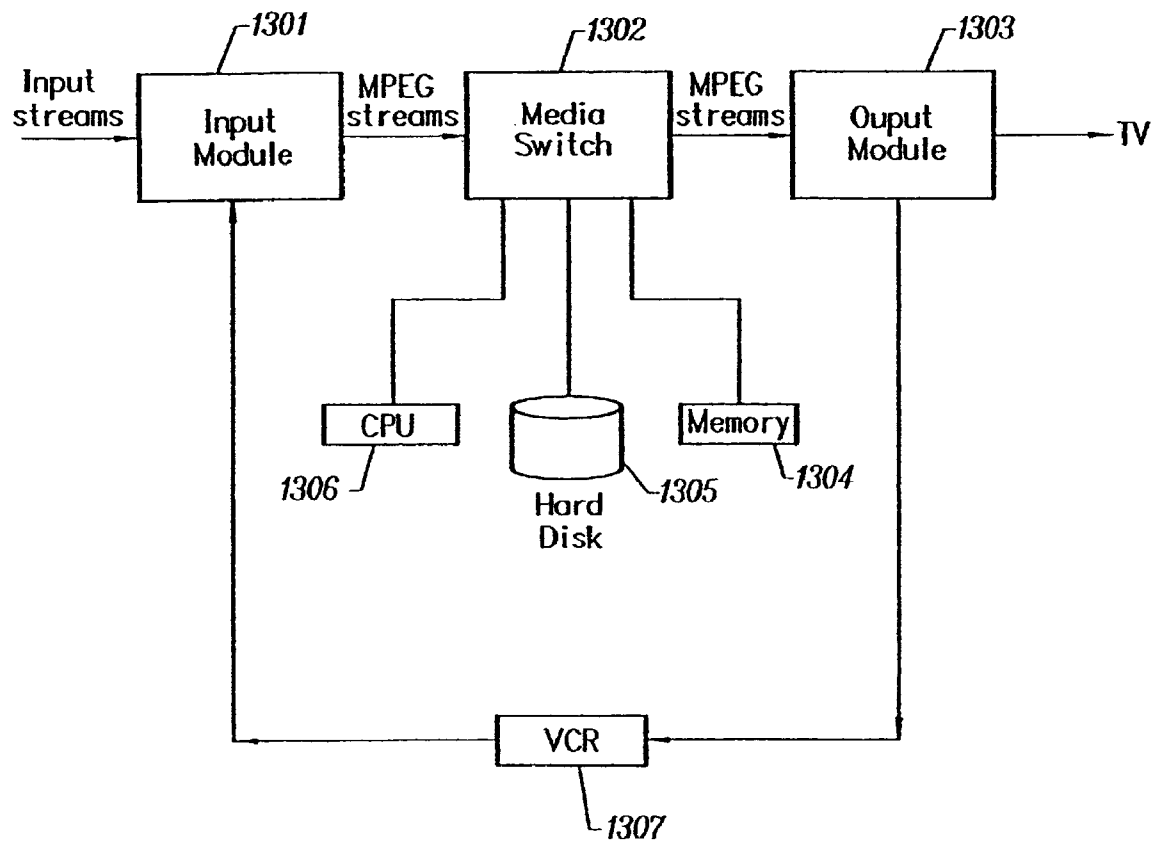 1301
1302
1303
Input
streams
Input
Module
MPEG
streams
Media
Switch
MPEG
streams
Ouput
Module
TV
CPU
1306
Hard
Disk
1305
Memory
1304
VCR
1307